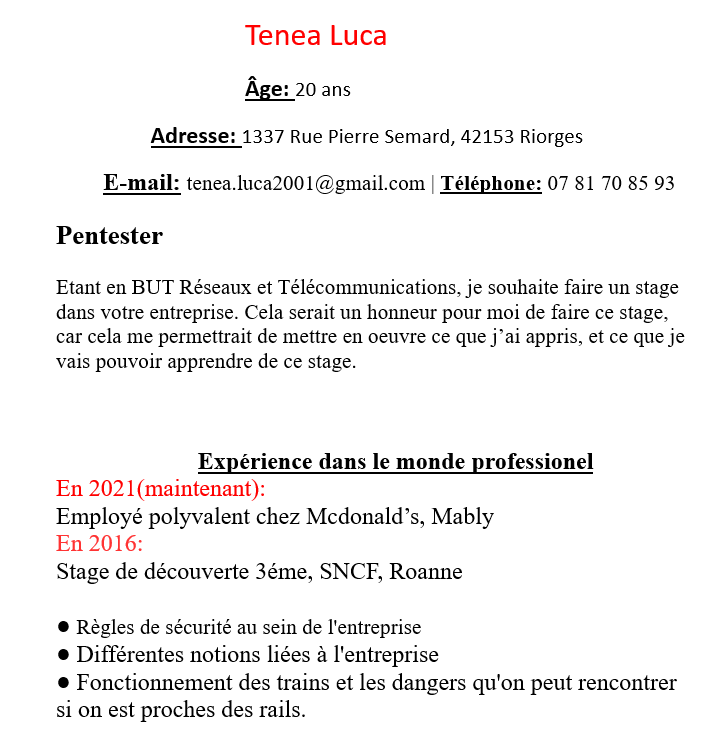 Tenea Luca
Âge: 20 ans
Adresse: 1337 Rue Pierre Semard, 42153 Riorges
E-mail: tenea.luca2001@gmail.com | Téléphone: 07 81 70 85 93
Pentester
Etant en BUT Réseaux et Télécommunications, je souhaite faire un stage
dans votre entreprise. Cela serait un honneur pour moi de faire ce stage,
car cela me permettrait de mettre en oeuvre ce que j’ai appris, et ce que je
vais pouvoir apprendre de ce stage.
Expérience dans le monde professionel
En 2021(maintenant):
Employé polyvalent chez Mcdonald’s, Mably
En 2016:
Stage de découverte 3éme, SNCF, Roanne
● Règles de sécurité au sein de l'entreprise
● Différentes notions liées à l'entreprise
● Fonctionnement des trains et les dangers qu'on peut rencontrer
si on est proches des rails.